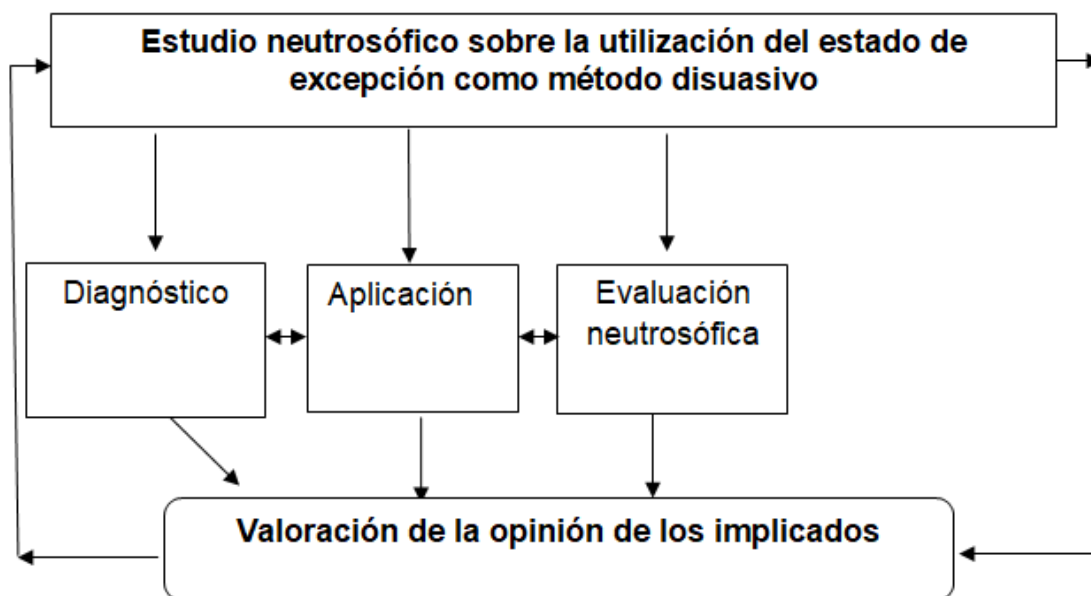 Estudio neutrosófico sobre la utilización del estado de
excepción como método disuasivo
Diagnóstico
Aplicación
Evaluación
neutrosófica
Valoración de la opinión de los implicados